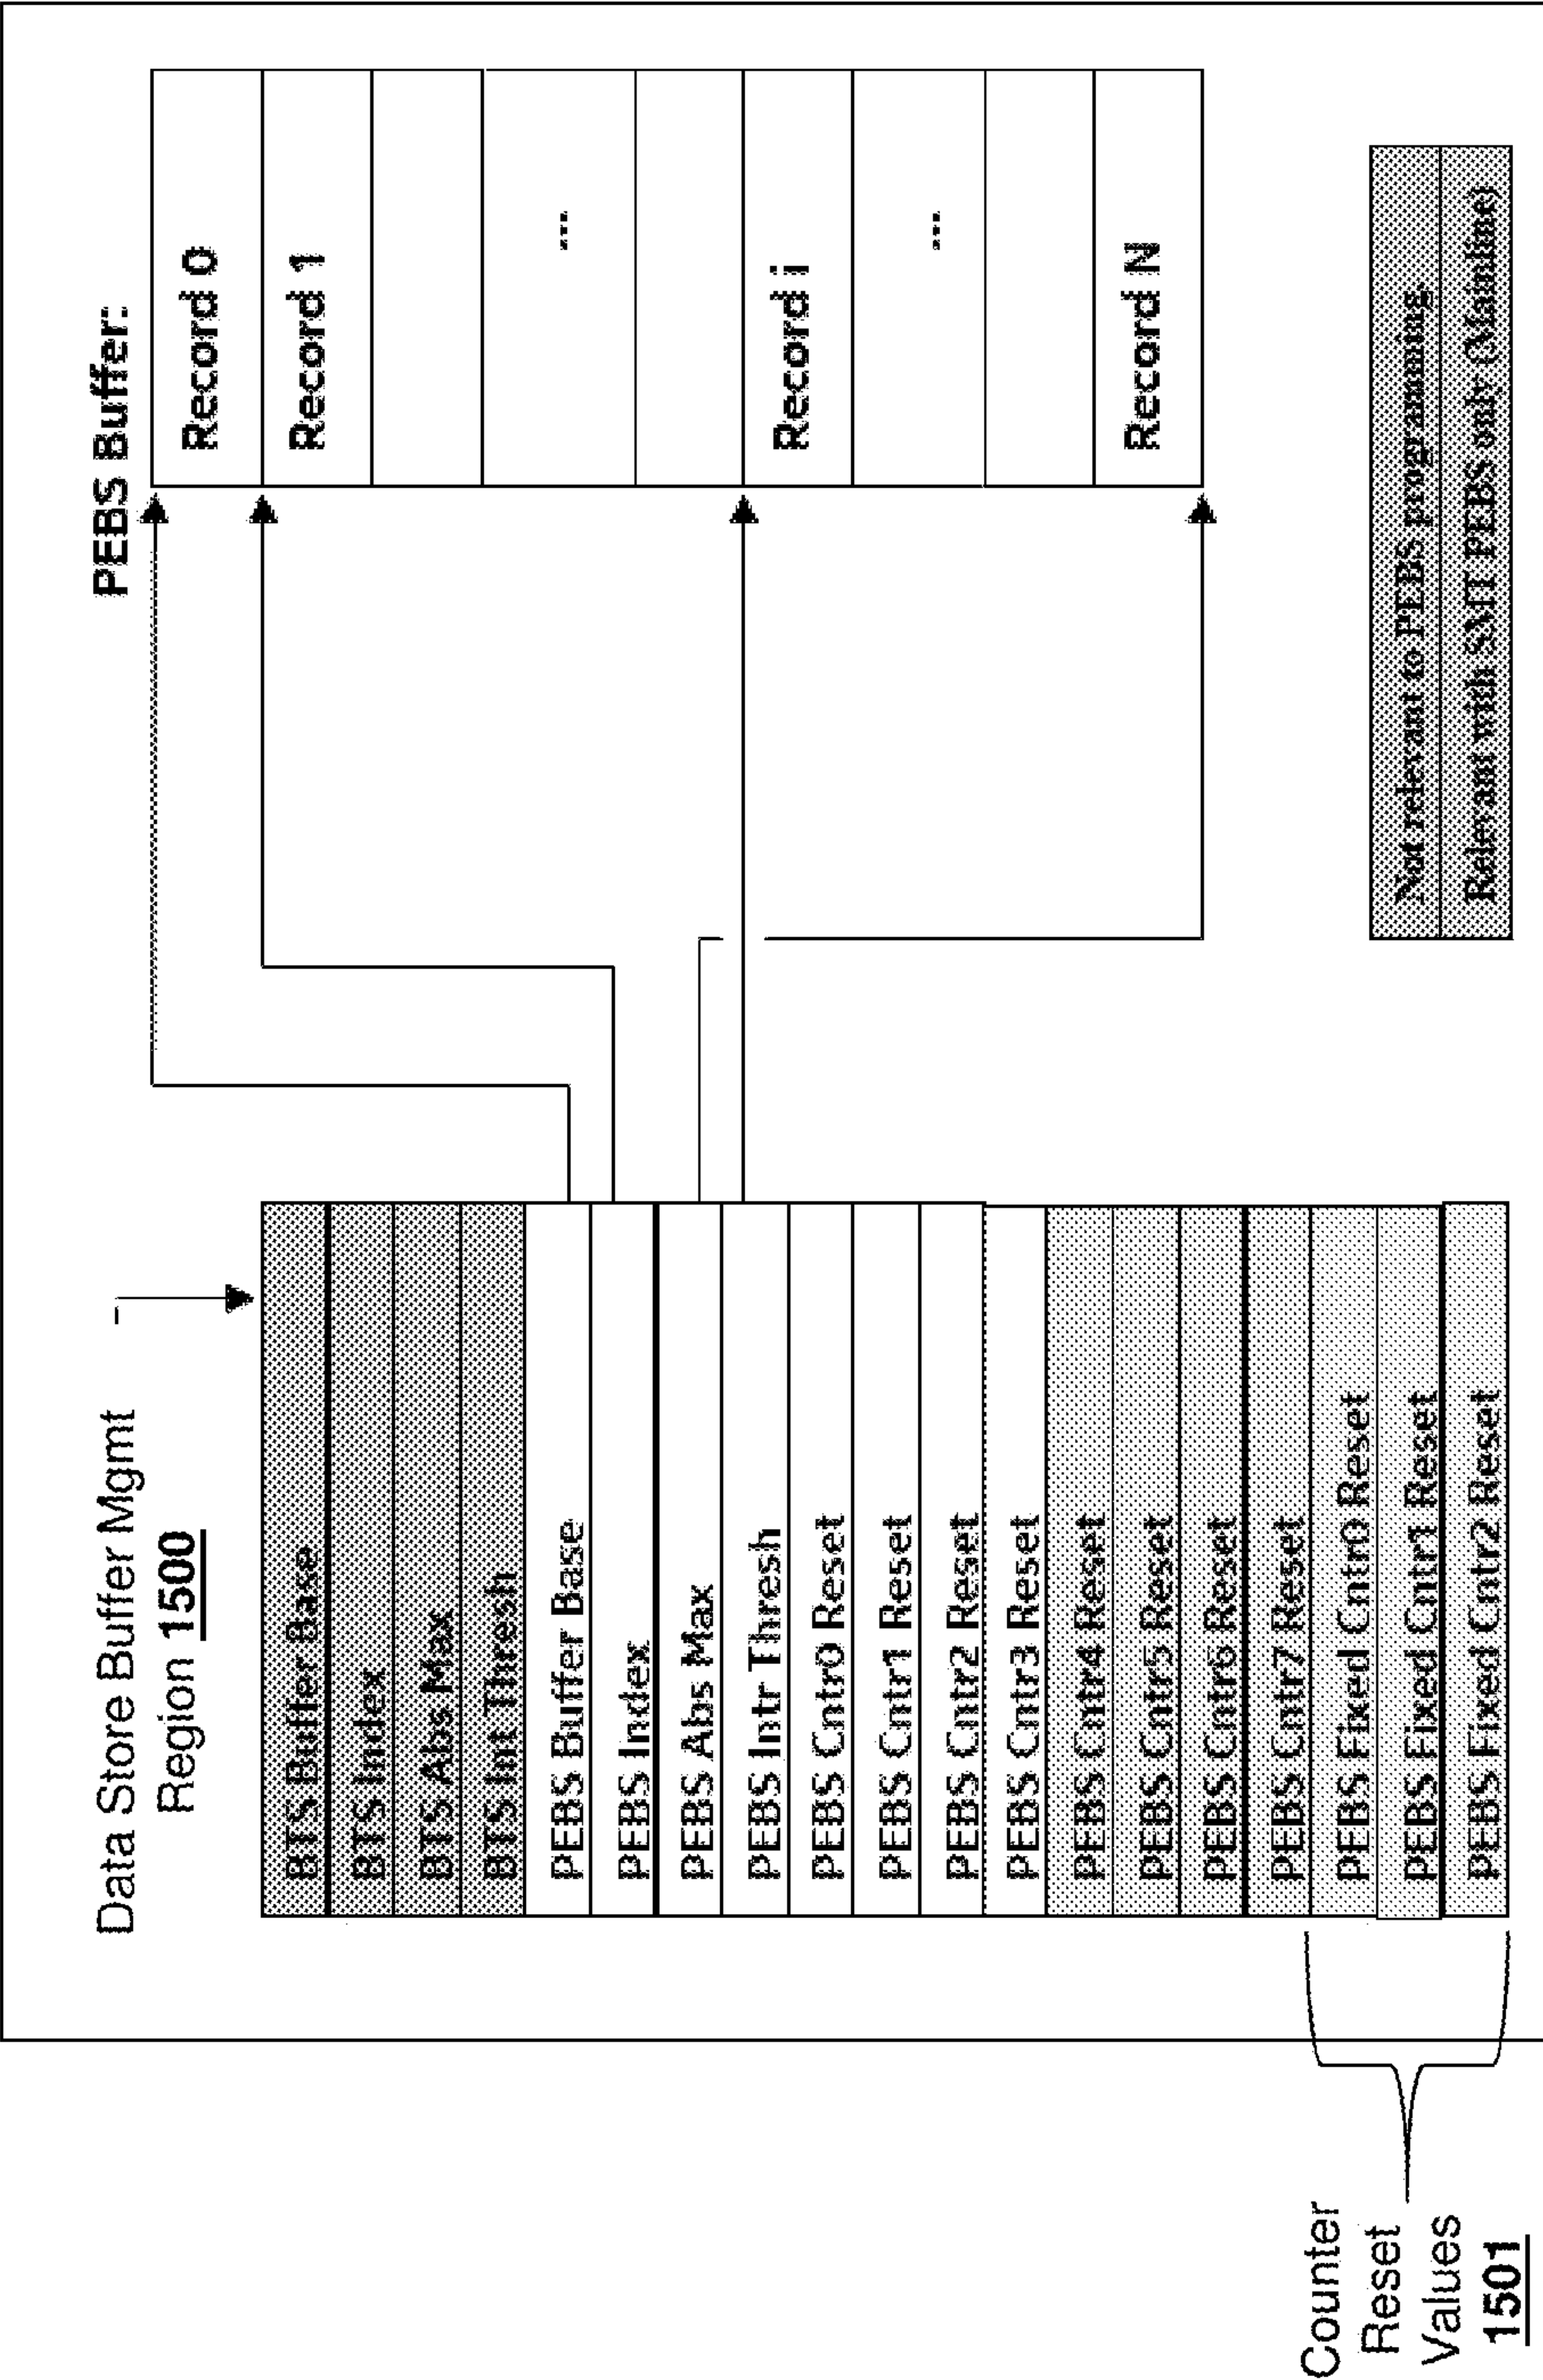 Data Store Buffer Mgmt
Region 1500
BTS Buffer Base
BTS Index
BTS Abs Max
BTS Int Thresh
PEBS Buffer Base
PEBS Index
PEBS Abs Max
PEBS Intr Thresh
PEBS Cntr0 Reset
PEBS Cntr1 Reset
PEBS Cntr2 Reset
PEBS Cntr3 Reset
PEBS Cntr4 Reset
PEBS Cntr5 Reset
PEBS Cntr6 Reset
PEBS Cntr7 Reset
PEBS Fixed Cntr0 Reset
PEBS Fixed Cntr1 Reset
PEBS Fixed Cntr2 Reset
Counter
Reset
Values
1501
PEBS Buffer:
Record 0
Record 1
...
Record i
...
Record N
Not relevant to PEBS programing.
Relevant with SMT PEBS only (Mainline)